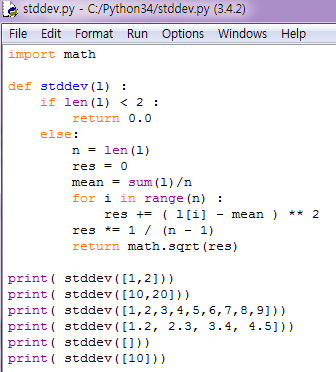 stddev.py - C:/Python34/stddev.py (3.4.2)
File Edit Format Run Options Windows Help
import math

def stddev(l) :
    if len(l) < 2 :
        return 0.0
    else:
        n = len(l)
        res = 0
        mean = sum(l)/n
        for i in range(n) :
            res += ( l[i] - mean ) ** 2
        res *= 1 / (n - 1)
        return math.sqrt(res)

print( stddev([1,2]))
print( stddev([10,20]))
print( stddev([1,2,3,4,5,6,7,8,9]))
print( stddev([1.2, 2.3, 3.4, 4.5]))
print( stddev([]))
print( stddev([10]))